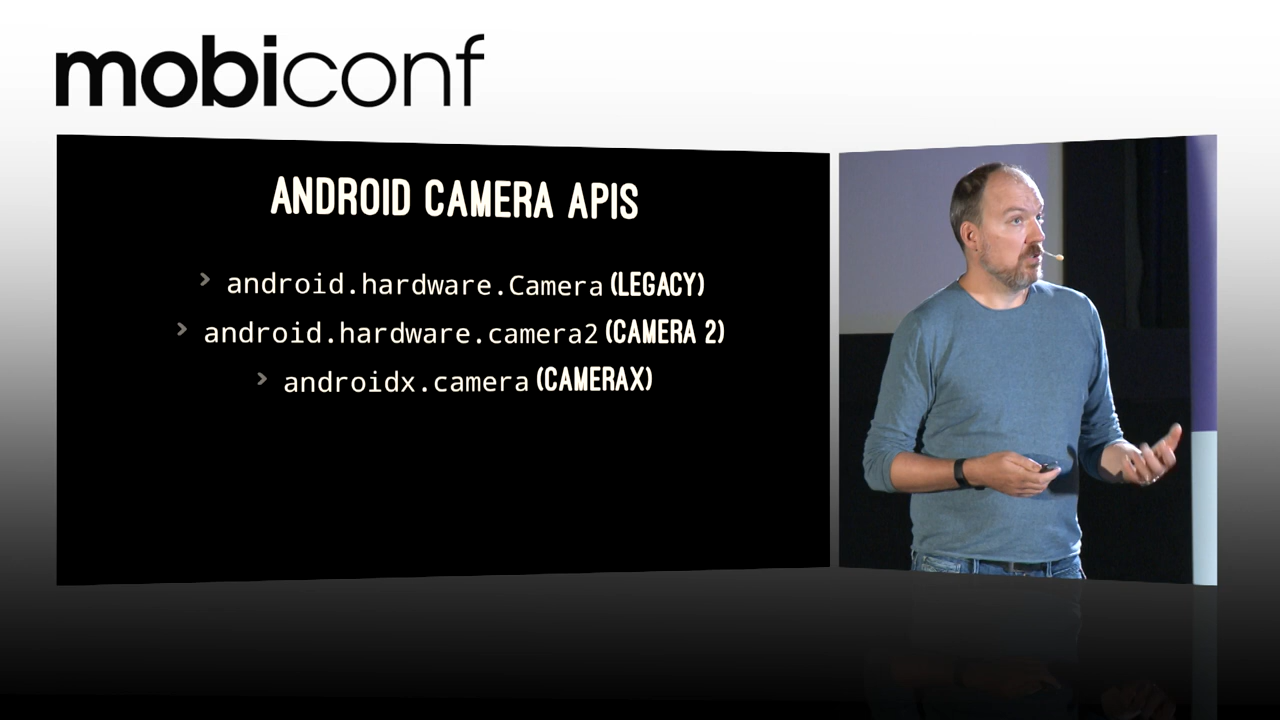 mobiconf
ANDROID CAMERA APIS
android.hardware.Camera (LEGACY)
android.hardware.camera2 (CAMERA 2)
androidx.camera (CAMERAX)